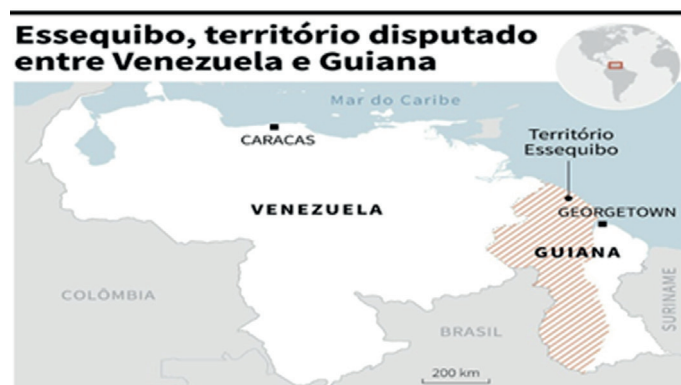 Essequibo, território disputado
entre Venezuela e Guiana
Mar do Caribe
CARACAS
Território
Essequibo
VENEZUELA
GEORGETOWN
GUIANA
COLÔMBIA
SURINAME
BRASIL
200 km